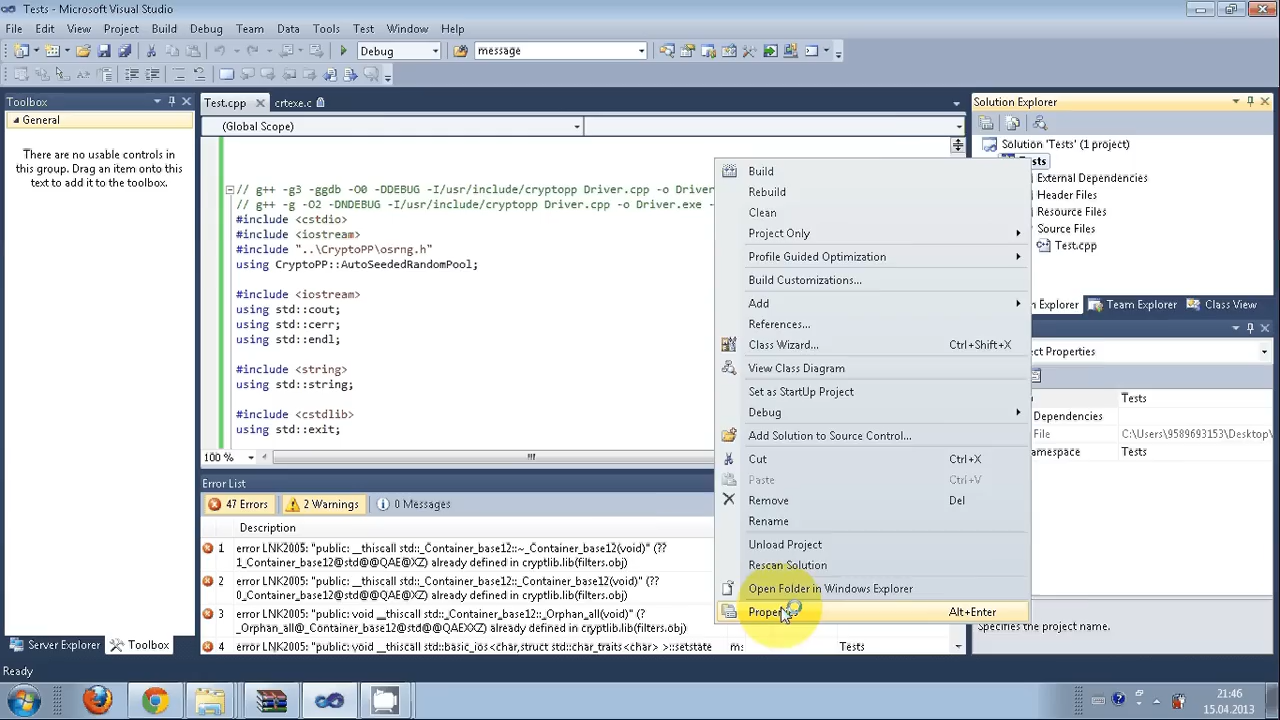 Tests - Microsoft Visual Studio
File Edit View Project Build Debug Team Data Tools Test Window Help
Debug message
Toolbox
General
There are no usable controls in
this group. Drag an item onto this
text to add it to the toolbox.
Server Explorer Toolbox
Test.cpp crtexe.c
(Global Scope)
// g++ -g3 -ggdb -O0 -DDEBUG -I/usr/include/cryptopp Driver.cpp -o Driver
// g++ -g -O2 -DNDEBUG -I/usr/include/cryptopp Driver.cpp -o Driver.exe -
#include <cstdio>
#include <iostream>
#include "..\CryptoPP\osrng.h"
using CryptoPP::AutoSeededRandomPool;
#include <iostream>
using std::cout;
using std::cerr;
using std::endl;
#include <string>
using std::string;
#include <cstdlib>
using std::exit;
100 %
Error List
47 Errors 2 Warnings 0 Messages
Description
1 error LNK2005: "public: __thiscall std::_Container_base12::~_Container_base12(void)" (??
1_Container_base12@std@@QAE@XZ) already defined in cryptlib.lib(filters.obj)
2 error LNK2005: "public: __thiscall std::_Container_base12::_Container_base12(void)" (??
0_Container_base12@std@@QAE@XZ) already defined in cryptlib.lib(filters.obj)
3 error LNK2005: "public: void __thiscall std::_Container_base12::_Orphan_all(void)" (?
_Orphan_all@_Container_base12@std@@QAEXXZ) already defined in cryptlib.lib(filters.obj)
4 error LNK2005: "public: void __thiscall std::basic_ios<char,struct std::char_traits<char> >::setstate ms Tests
Build
Rebuild
Clean
Project Only
Profile Guided Optimization
Build Customizations...
Add
References...
Class Wizard... Ctrl+Shift+X
View Class Diagram
Set as StartUp Project
Debug
Add Solution to Source Control...
Cut Ctrl+X
Paste Ctrl+V
Remove Del
Rename
Unload Project
Rescan Solution
Open Folder in Windows Explorer
Properties Alt+Enter
Solution Explorer
Solution 'Tests' (1 project)
Tests
External Dependencies
Header Files
Resource Files
Source Files
Test.cpp
n Explorer Team Explorer Class View
ect Properties
Tests
Dependencies
File C:\Users\9589693153\Desktop\
amespace Tests
Specifies the project name.
Ready
21:46
15.04.2013